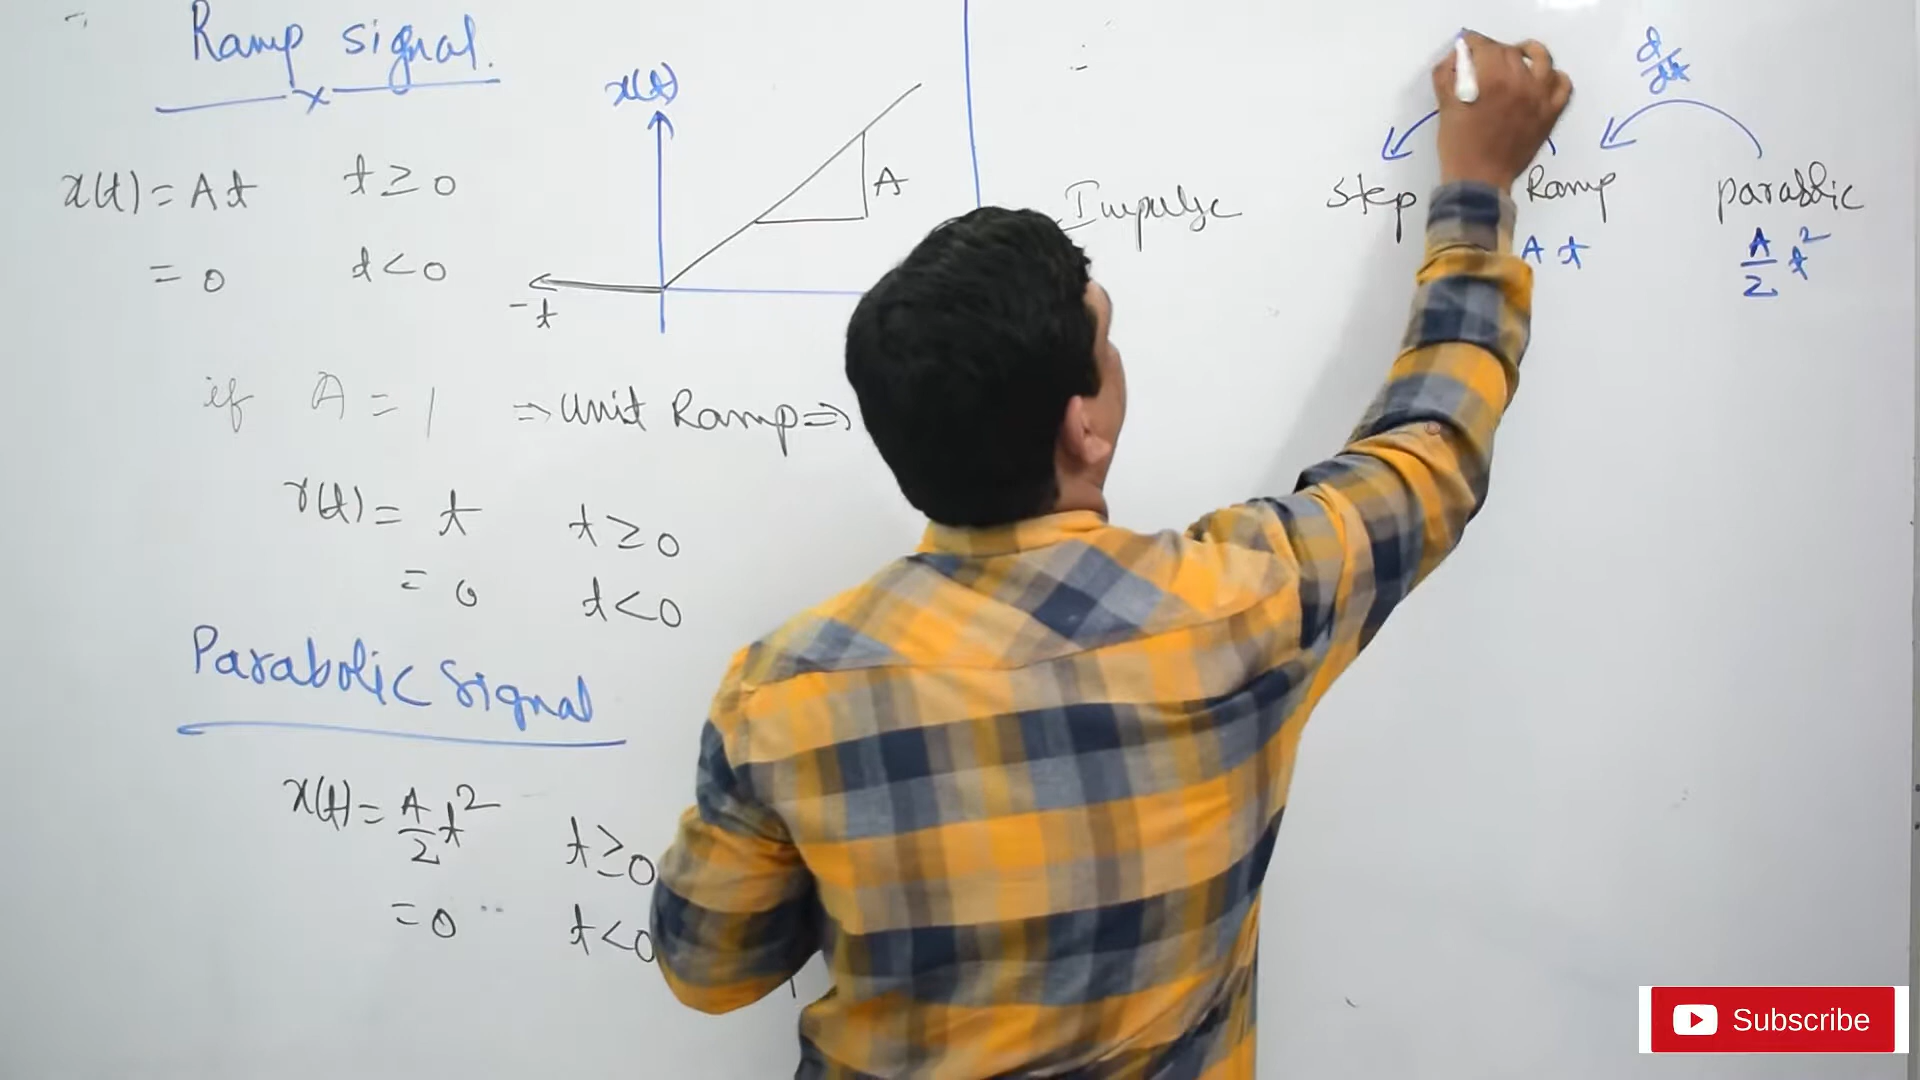 Ramp signal.
x(t)
x(t) = At t ≥ 0
A
= 0 t < 0
-t
if A = 1 ⇒ Unit Ramp ⇒
r(t) = t t ≥ 0
= 0 t < 0
Parabolic Signal
x(t) = A/2 t²  t ≥ 0
= 0 t < 0
d/dt
Impulse Step Ramp parabolic
At A/2 t²
Subscribe